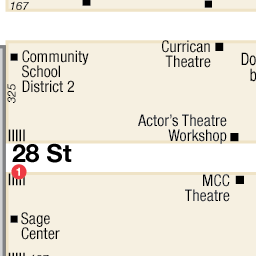 167
Community
School
District 2
Currican
Theatre
Do
b
325
Actor's Theatre
Workshop
28 St
1
MCC
Theatre
Sage
Center